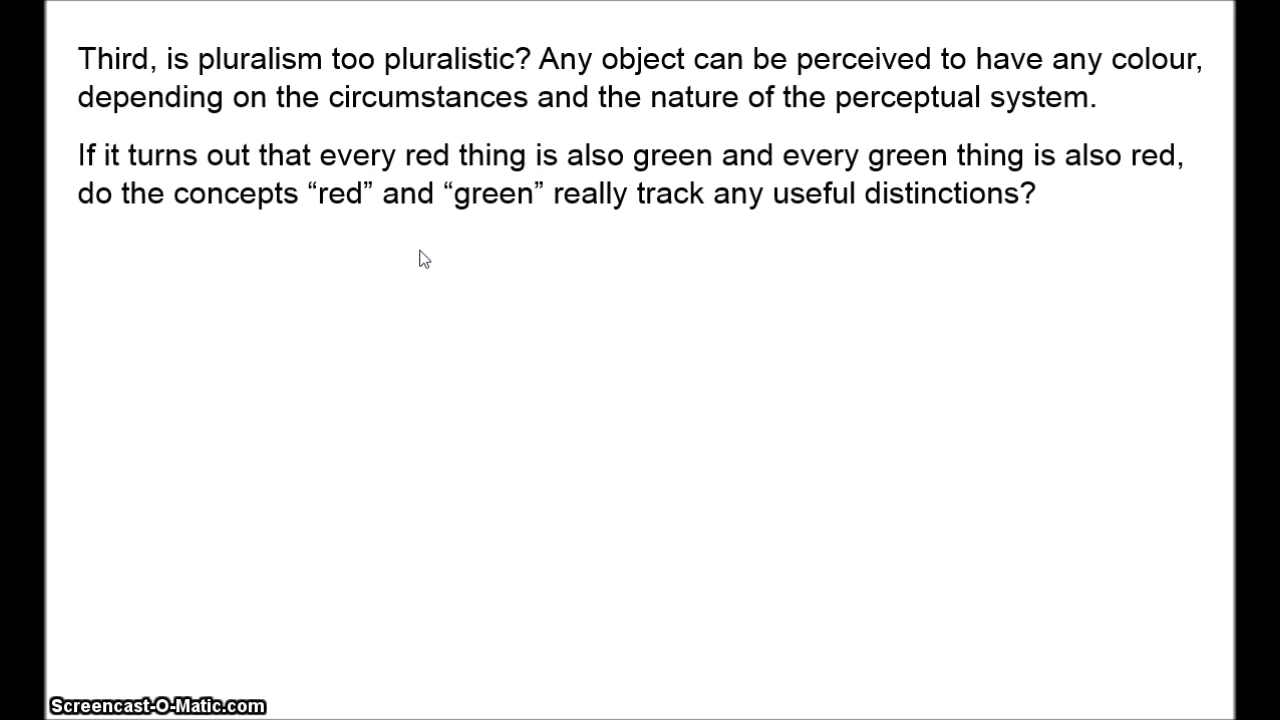 Third, is pluralism too pluralistic? Any object can be perceived to have any colour,
depending on the circumstances and the nature of the perceptual system.
If it turns out that every red thing is also green and every green thing is also red,
do the concepts “red” and “green” really track any useful distinctions?
Screencast-O-Matic.com